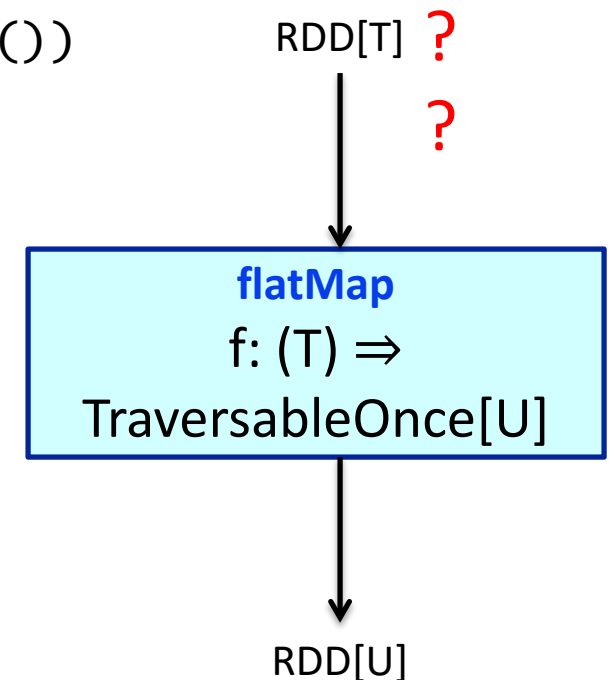 ())
RDD[T] ?
?
flatMap
f: (T) ⇒
TraversableOnce[U]
RDD[U]